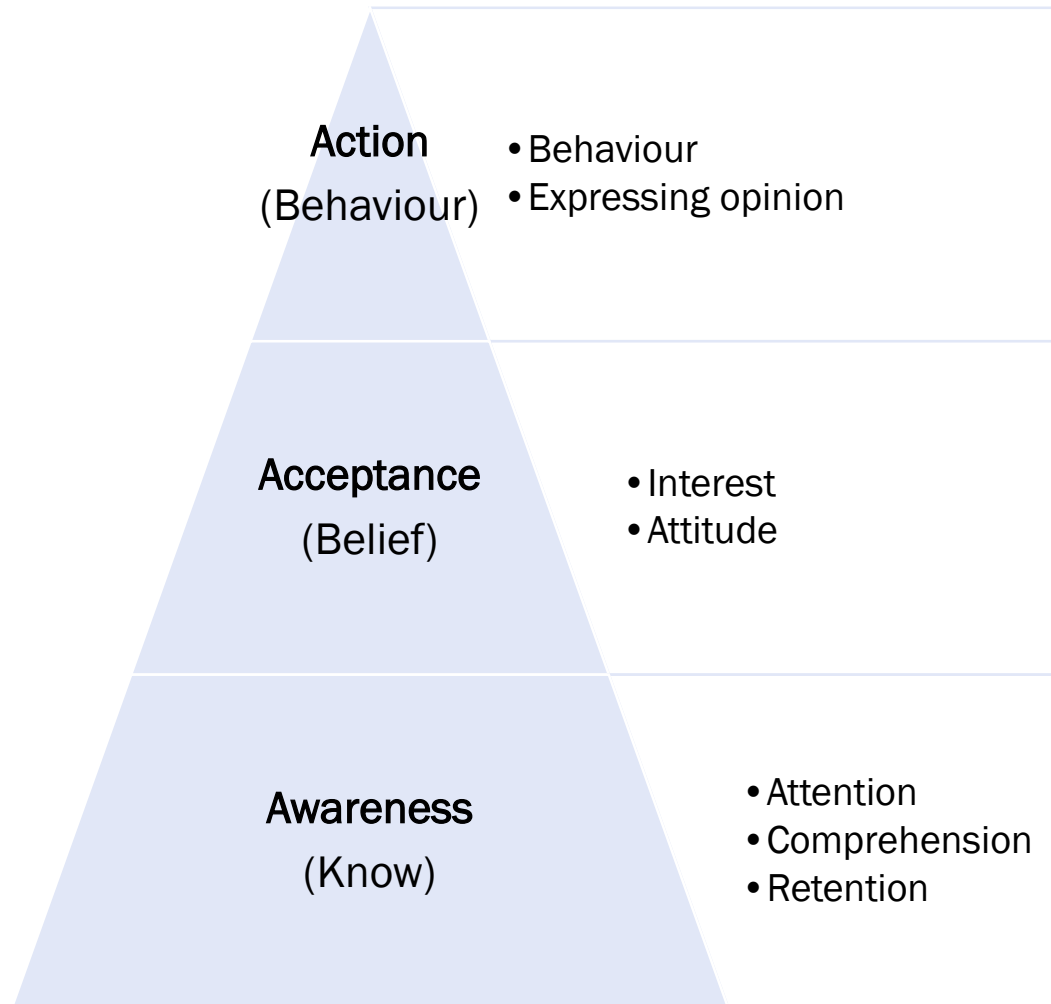 Action
(Behaviour)
•Behaviour
•Expressing opinion
Acceptance
(Belief)
•Interest
•Attitude
Awareness
(Know)
•Attention
•Comprehension
•Retention